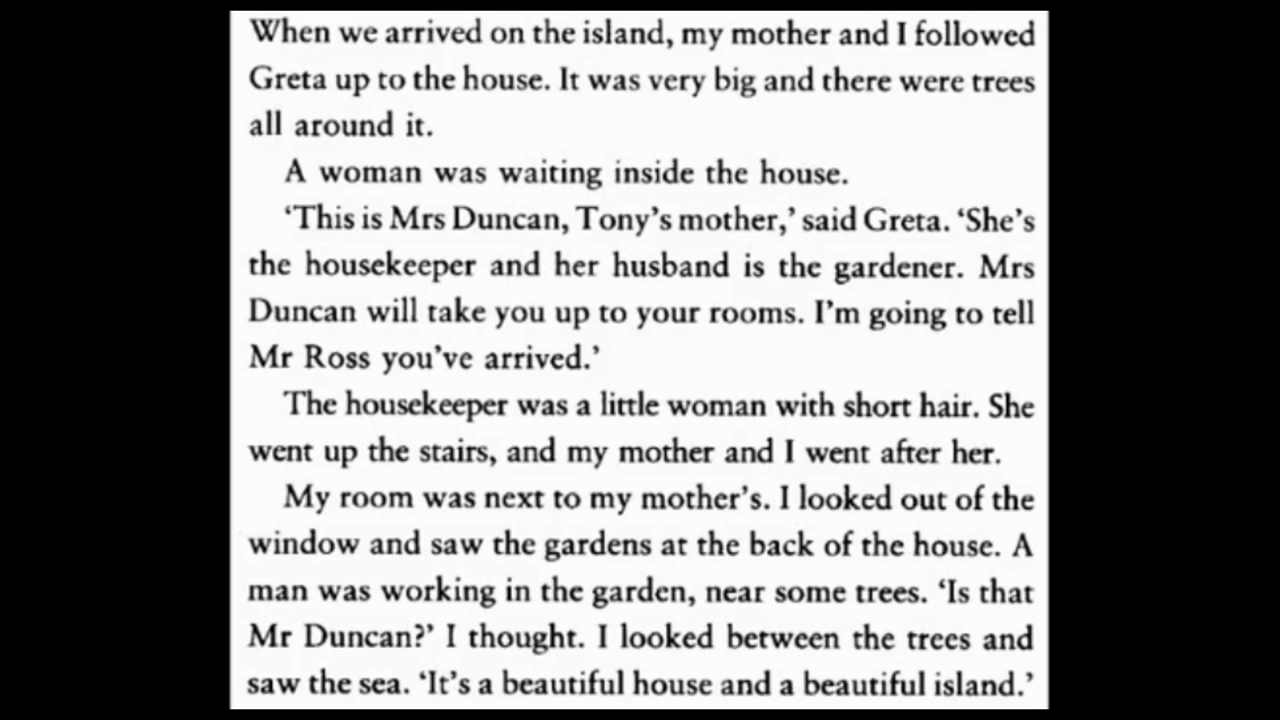 When we arrived on the island, my mother and I followed
Greta up to the house. It was very big and there were trees
all around it.
A woman was waiting inside the house.
‘This is Mrs Duncan, Tony’s mother,’ said Greta. ‘She’s
the housekeeper and her husband is the gardener. Mrs
Duncan will take you up to your rooms. I’m going to tell
Mr Ross you’ve arrived.’
The housekeeper was a little woman with short hair. She
went up the stairs, and my mother and I went after her.
My room was next to my mother’s. I looked out of the
window and saw the gardens at the back of the house. A
man was working in the garden, near some trees. ‘Is that
Mr Duncan?’ I thought. I looked between the trees and
saw the sea. ‘It’s a beautiful house and a beautiful island.’